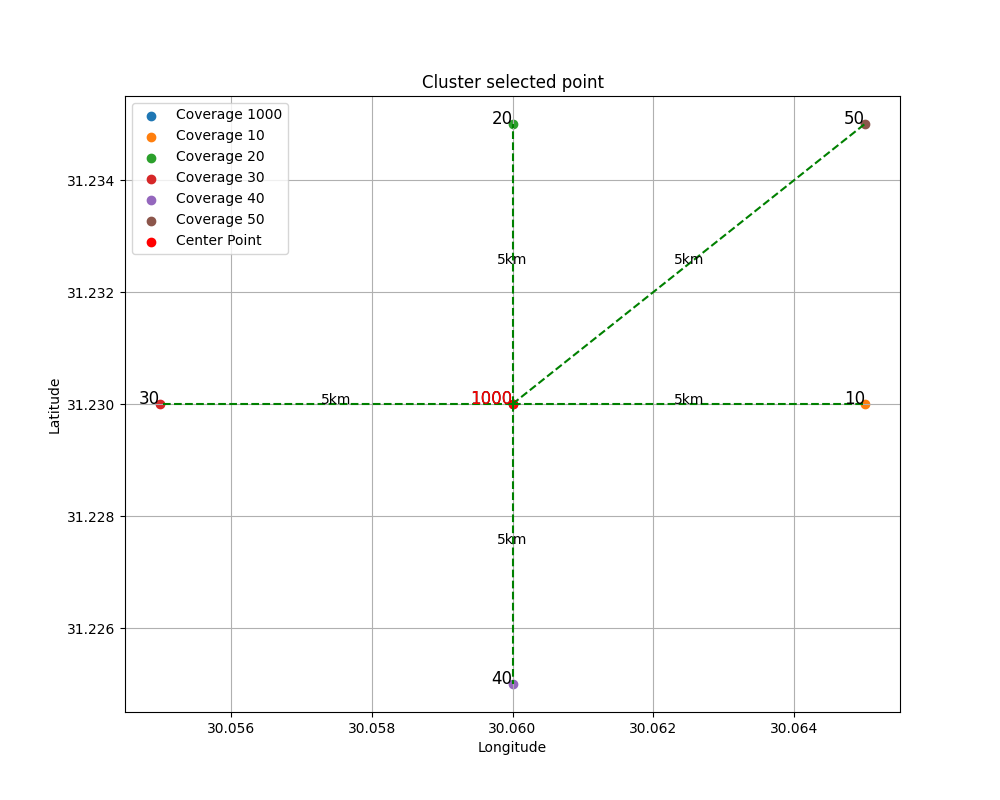 Cluster selected point
Coverage 1000
Coverage 10
Coverage 20
Coverage 30
Coverage 40
Coverage 50
Center Point
20
50
31.234
5km
5km
31.232
30
5km
1000
5km
10
31.230
Latitude
31.228
5km
31.226
40
30.056
30.058
30.060
30.062
30.064
Longitude